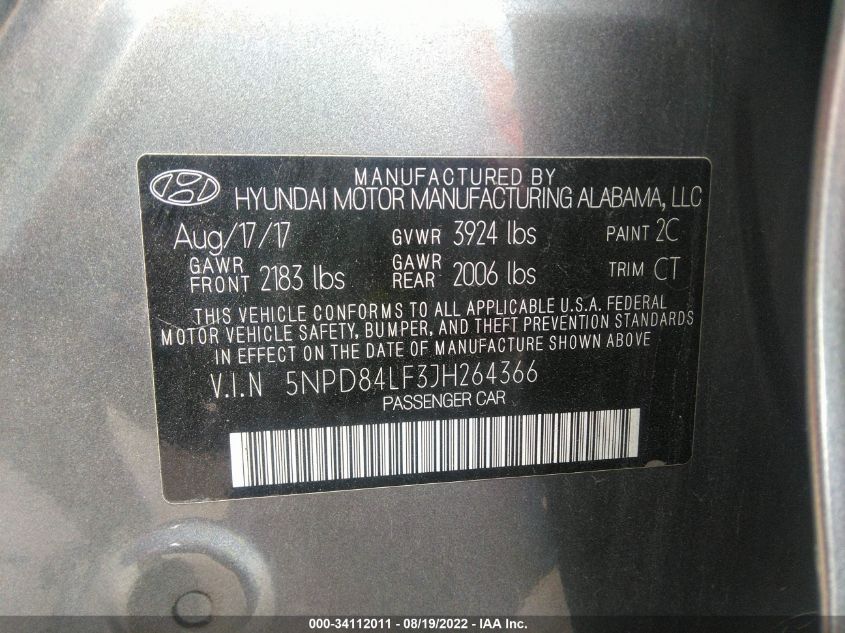 MANUFACTURED BY
HYUNDAI MOTOR MANUFACTURING ALABAMA, LLC
Aug/17/17 GVWR 3924 lbs PAINT 2C
GAWR FRONT 2183 lbs GAWR REAR 2006 lbs TRIM CT
THIS VEHICLE CONFORMS TO ALL APPLICABLE U.S.A. FEDERAL
MOTOR VEHICLE SAFETY, BUMPER, AND THEFT PREVENTION STANDARDS
IN EFFECT ON THE DATE OF MANUFACTURE SHOWN ABOVE
V.I.N 5NPD84LF3JH264366
PASSENGER CAR
000-34112011 - 08/19/2022 - IAA Inc.